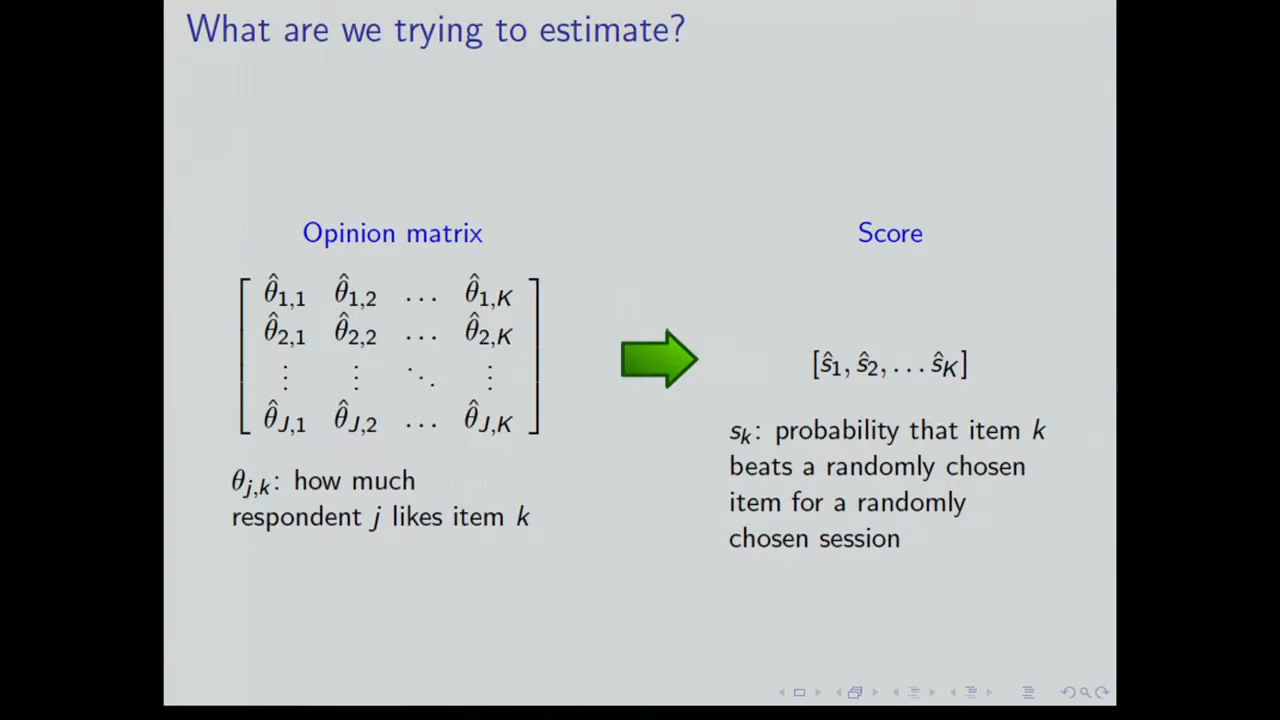 What are we trying to estimate?
Opinion matrix
θ̂1,1 θ̂1,2 … θ̂1,K
θ̂2,1 θ̂2,2 … θ̂2,K
⋮ ⋮ ⋱ ⋮
θ̂J,1 θ̂J,2 … θ̂J,K
θj,k: how much
respondent j likes item k
Score
[ŝ1, ŝ2, … ŝK]
sk: probability that item k
beats a randomly chosen
item for a randomly
chosen session